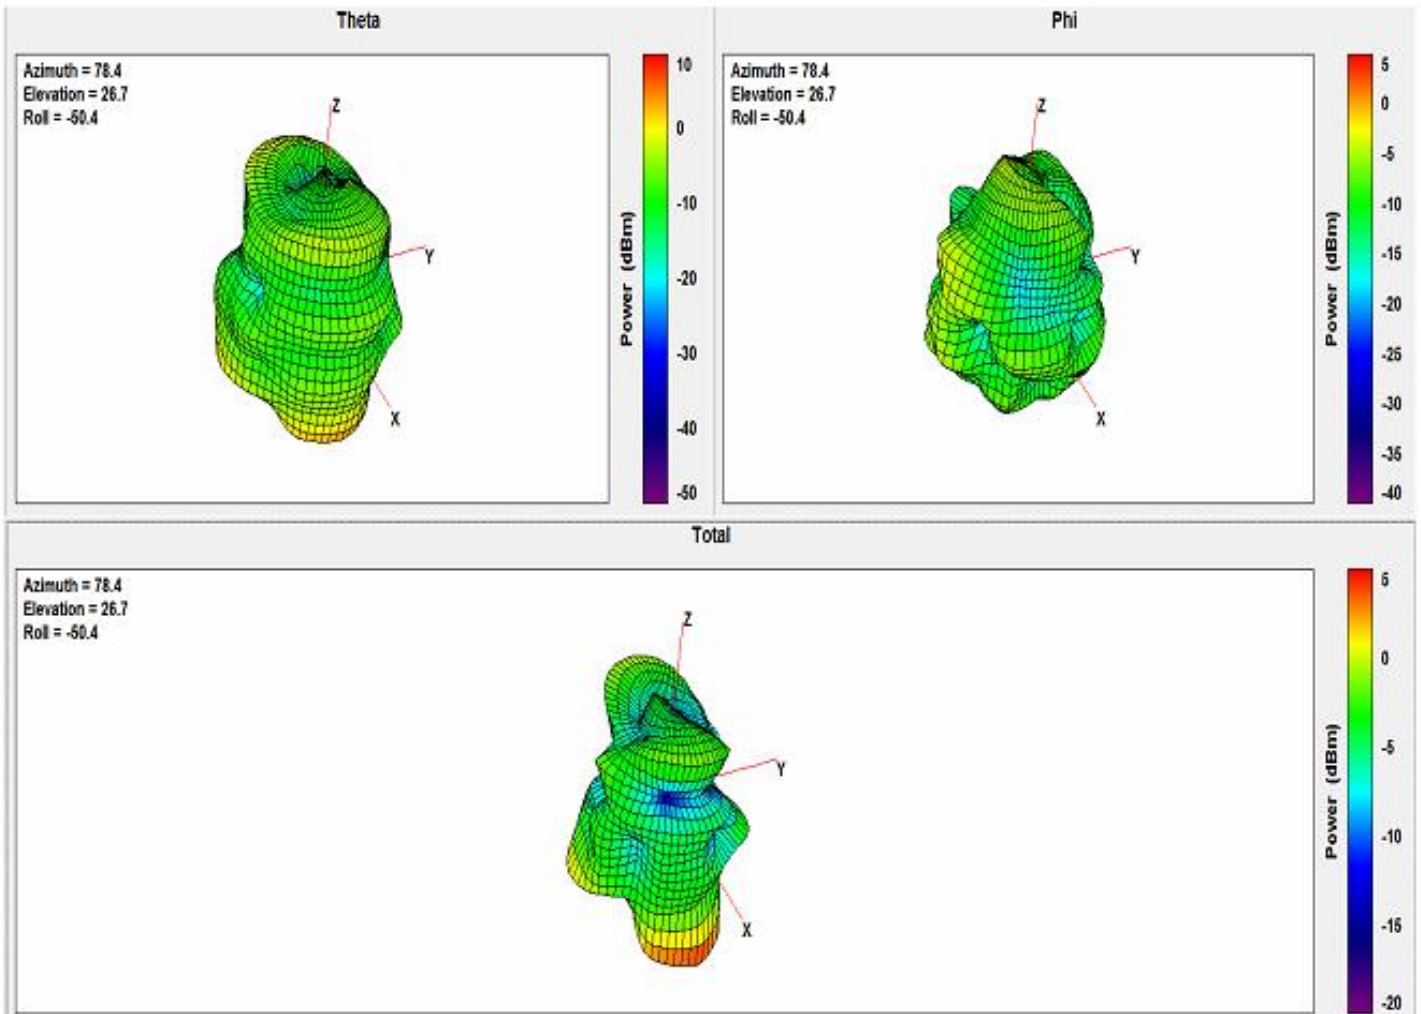 Theta
Azimuth = 78.4
Elevation = 26.7
Roll = -50.4
Z
Y
X
10
0
-10
-20
-30
-40
-50
Power (dBm)
Phi
Azimuth = 78.4
Elevation = 26.7
Roll = -50.4
Z
Y
X
5
0
-5
-10
-15
-20
-25
-30
-35
-40
Power (dBm)
Total
Azimuth = 78.4
Elevation = 26.7
Roll = -50.4
Z
Y
X
5
0
-5
-10
-15
-20
Power (dBm)